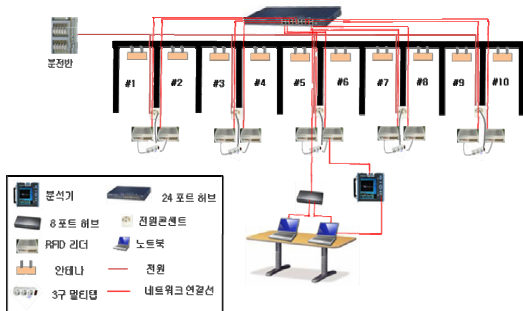 분전반
#1 #2 #3 #4 #5 #6 #7 #8 #9 #10
분석기
24 포트 허브
8 포트 허브
전원콘센트
RFID 리더
노트북
안테나
전원
3구 멀티탭
네트워크 연결선